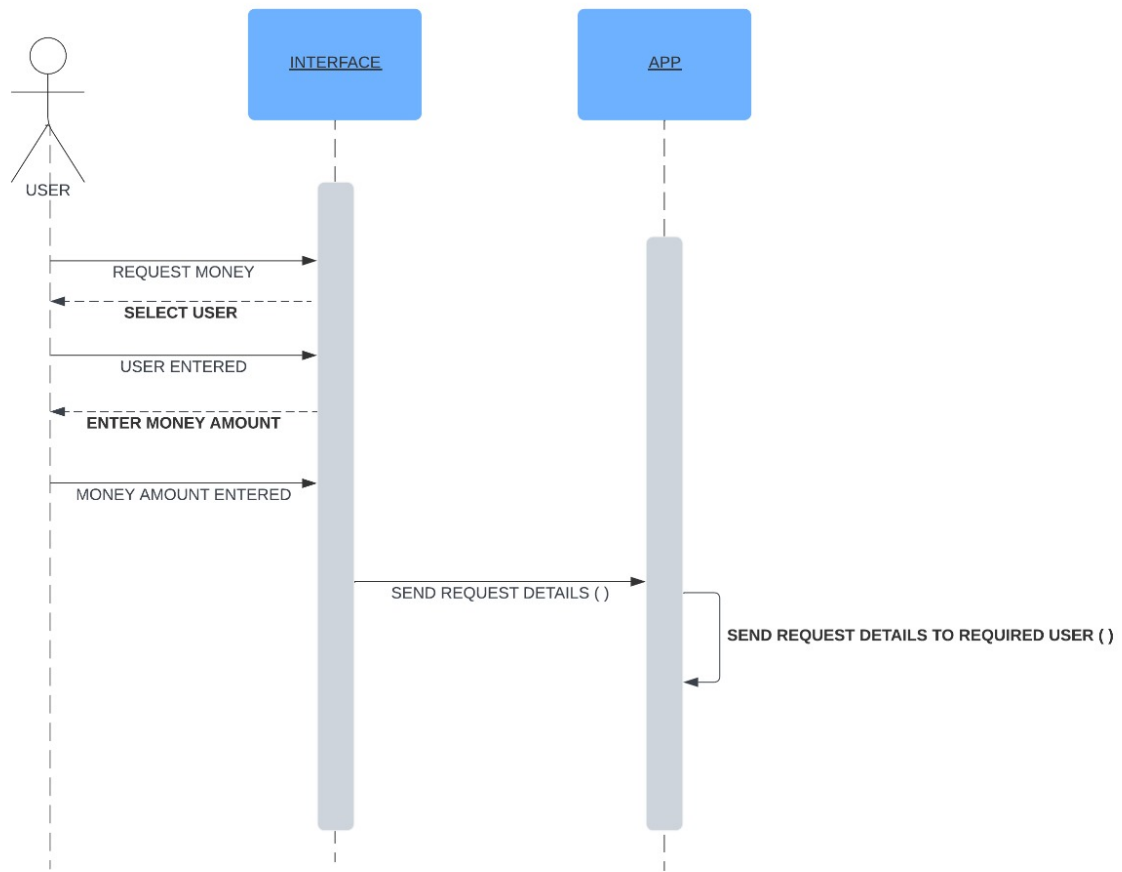 INTERFACE
APP
USER
REQUEST MONEY
SELECT USER
USER ENTERED
ENTER MONEY AMOUNT
MONEY AMOUNT ENTERED
SEND REQUEST DETAILS ( )
SEND REQUEST DETAILS TO REQUIRED USER ( )